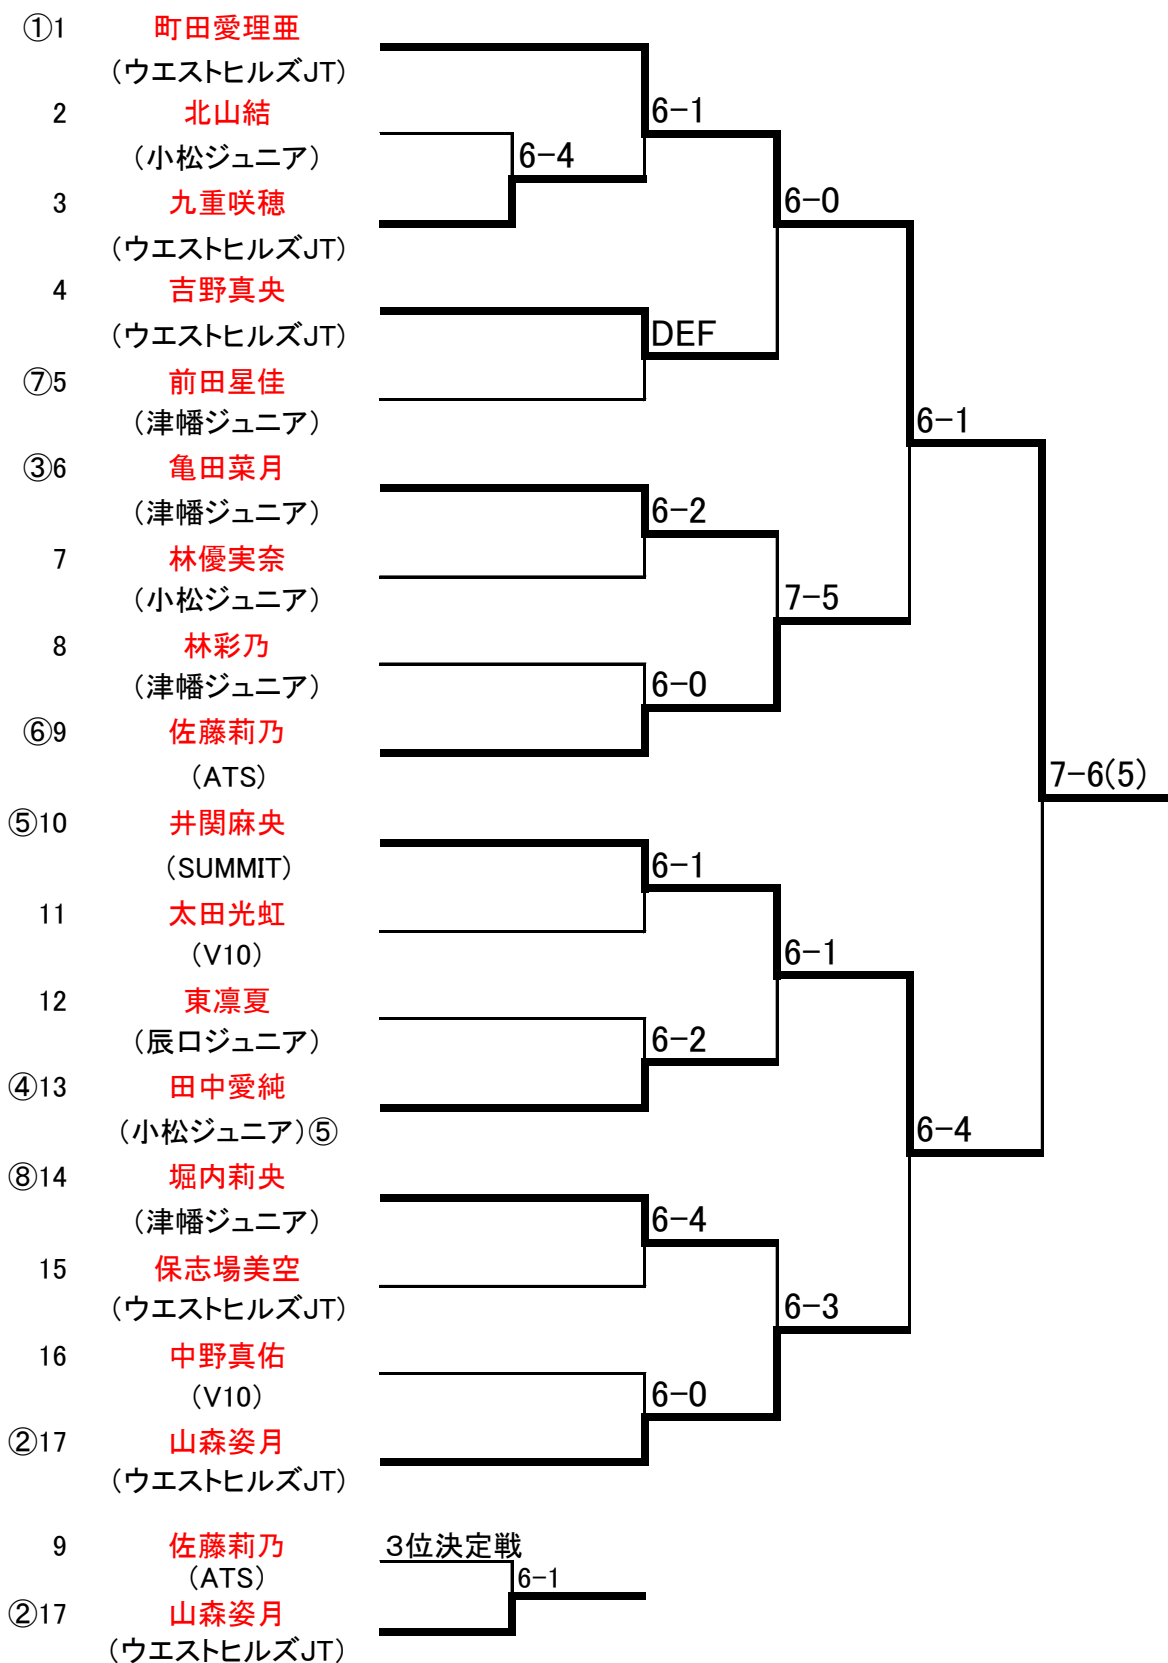 ①1 町田愛理亜
(ウエストヒルズJT)
6-1
2 北山結
(小松ジュニア)
6-4
3 九重咲穂
6-0
(ウエストヒルズJT)
4 吉野真央
(ウエストヒルズJT)
DEF
⑦5 前田星佳
(津幡ジュニア)
6-1
③6 亀田菜月
(津幡ジュニア)
6-2
7 林優実奈
(小松ジュニア)
7-5
8 林彩乃
(津幡ジュニア)
6-0
⑥9 佐藤莉乃
(ATS)
7-6(5)
⑤10 井関麻央
(SUMMIT)
6-1
11 太田光虹
(V10)
6-1
12 東凛夏
(辰口ジュニア)
6-2
④13 田中愛純
(小松ジュニア)⑤
6-4
⑧14 堀内莉央
(津幡ジュニア)
6-4
15 保志場美空
(ウエストヒルズJT)
6-3
16 中野真佑
(V10)
6-0
②17 山森姿月
(ウエストヒルズJT)
9 佐藤莉乃 3位決定戦
(ATS)
6-1
②17 山森姿月
(ウエストヒルズJT)